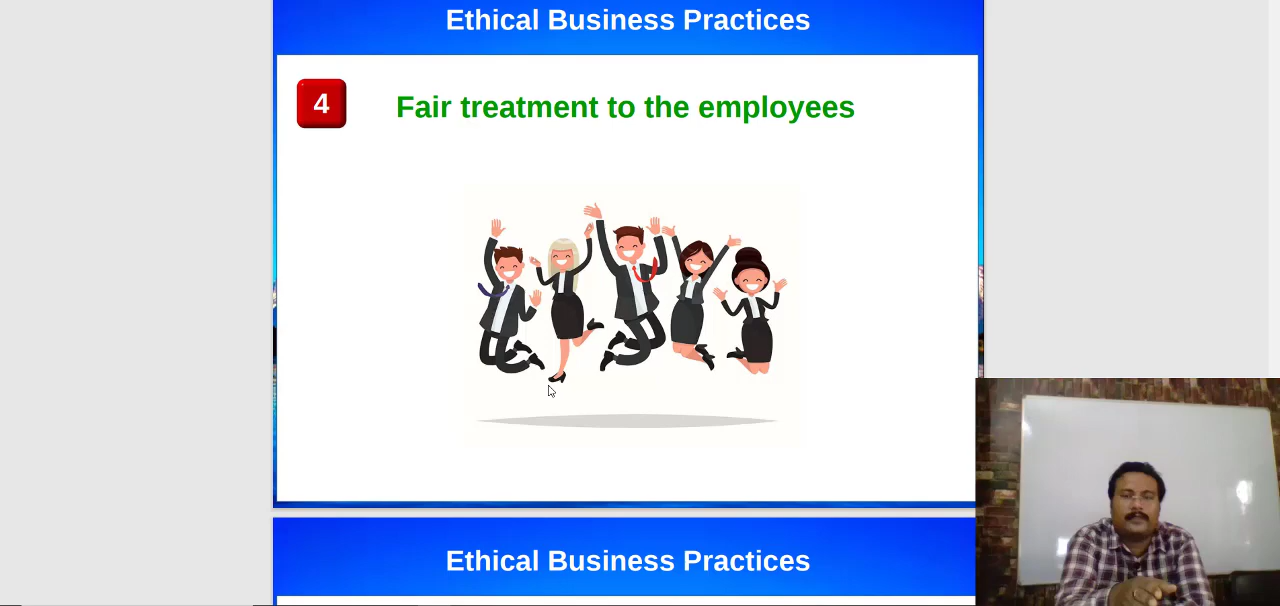 Ethical Business Practices
4
Fair treatment to the employees
Ethical Business Practices